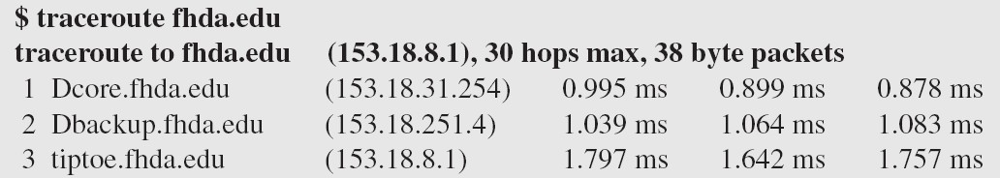 $ traceroute fhda.edu
traceroute to fhda.edu (153.18.8.1), 30 hops max, 38 byte packets
1 Dcore.fhda.edu (153.18.31.254) 0.995 ms 0.899 ms 0.878 ms
2 Dbackup.fhda.edu (153.18.251.4) 1.039 ms 1.064 ms 1.083 ms
3 tiptoe.fhda.edu (153.18.8.1) 1.797 ms 1.642 ms 1.757 ms